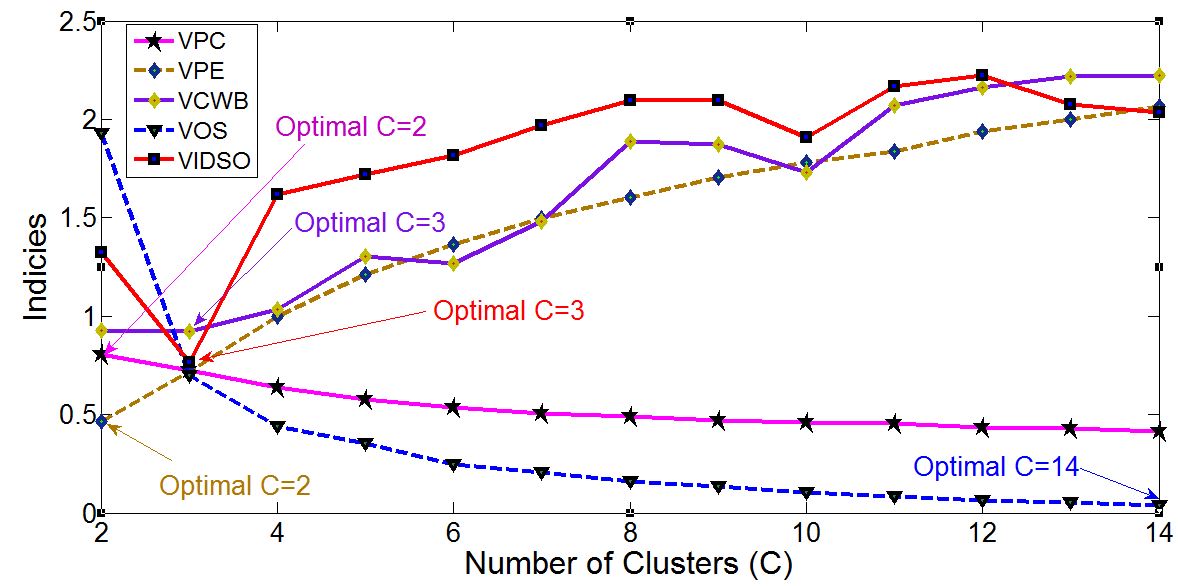 2.5
2
1.5
1
0.5
0
Indicies
VPC
VPE
VCWB
VOS
VIDSO
Optimal C=2
Optimal C=3
Optimal C=3
Optimal C=2
Optimal C=14
2 4 6 8 10 12 14
Number of Clusters (C)